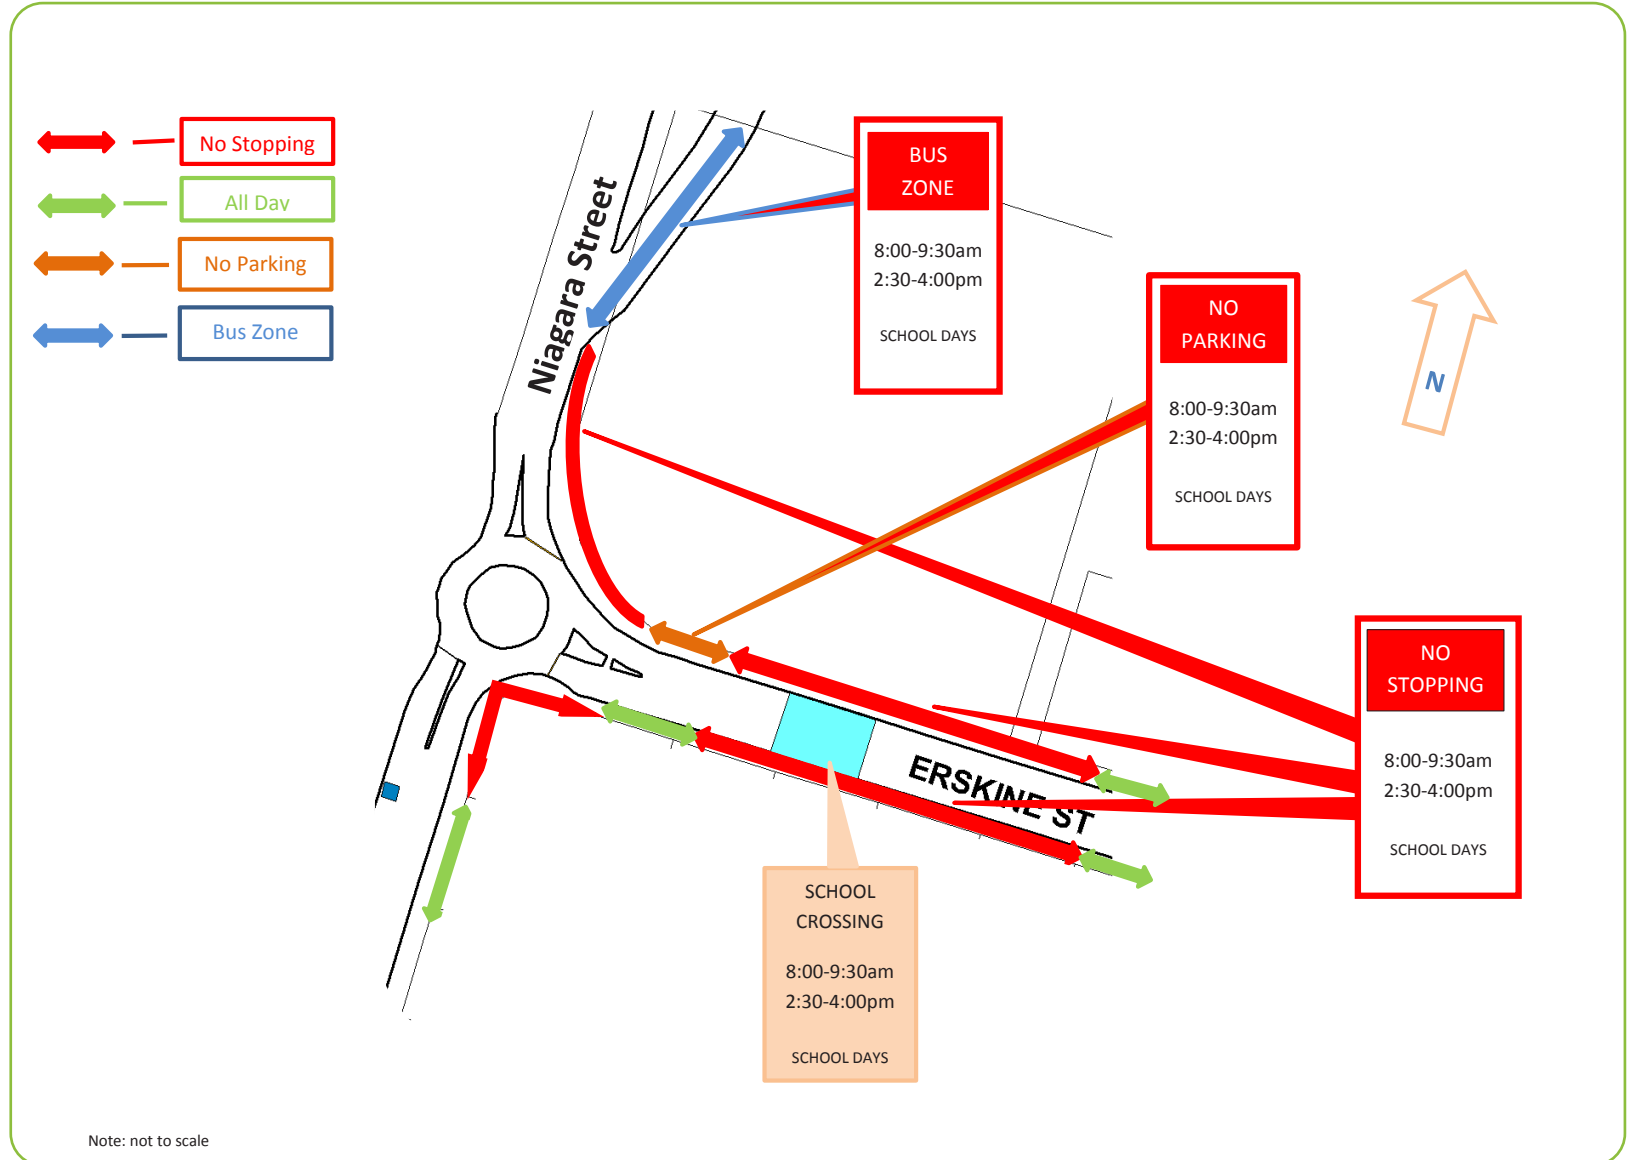 No Stopping
All Day
No Parking
Bus Zone
Niagara Street
BUS
ZONE
8:00-9:30am
2:30-4:00pm
SCHOOL DAYS
NO
PARKING
8:00-9:30am
2:30-4:00pm
SCHOOL DAYS
N
NO
STOPPING
8:00-9:30am
2:30-4:00pm
SCHOOL DAYS
ERSKINE ST
SCHOOL
CROSSING
8:00-9:30am
2:30-4:00pm
SCHOOL DAYS
Note: not to scale